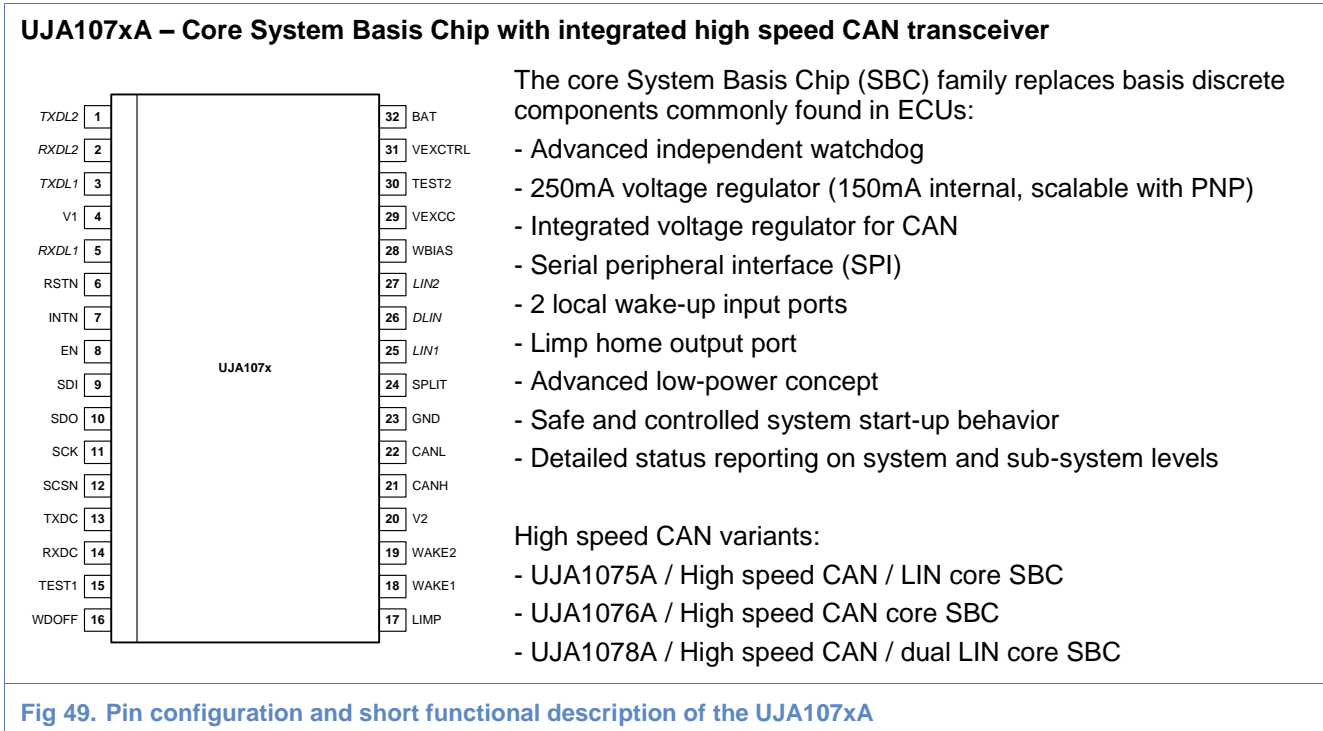 UJA107xA – Core System Basis Chip with integrated high speed CAN transceiver
TXDL2 1
RXDL2 2
TXDL1 3
V1 4
RXDL1 5
RSTN 6
INTN 7
EN 8
SDI 9
SDO 10
SCK 11
SCSN 12
TXDC 13
RXDC 14
TEST1 15
WDOFF 16
UJA107x
32 BAT
31 VEXCTRL
30 TEST2
29 VEXCC
28 WBIAS
27 LIN2
26 DLIN
25 LIN1
24 SPLIT
23 GND
22 CANL
21 CANH
20 V2
19 WAKE2
18 WAKE1
17 LIMP
The core System Basis Chip (SBC) family replaces basis discrete
components commonly found in ECUs:
- Advanced independent watchdog
- 250mA voltage regulator (150mA internal, scalable with PNP)
- Integrated voltage regulator for CAN
- Serial peripheral interface (SPI)
- 2 local wake-up input ports
- Limp home output port
- Advanced low-power concept
- Safe and controlled system start-up behavior
- Detailed status reporting on system and sub-system levels
High speed CAN variants:
- UJA1075A / High speed CAN / LIN core SBC
- UJA1076A / High speed CAN core SBC
- UJA1078A / High speed CAN / dual LIN core SBC
Fig 49. Pin configuration and short functional description of the UJA107xA